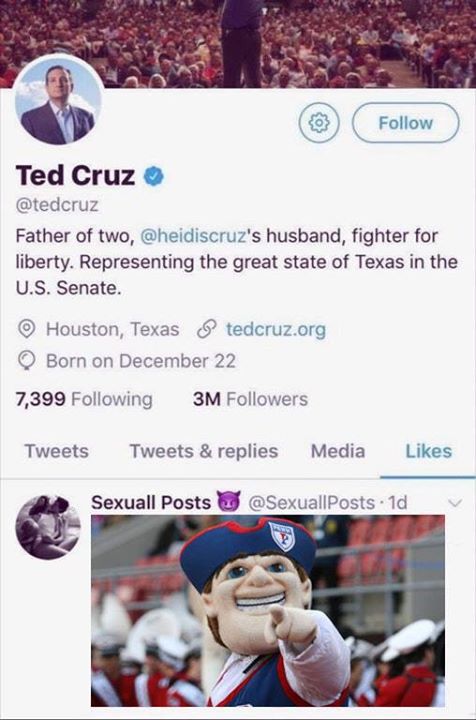 Follow
Ted Cruz
@tedcruz
Father of two, @heidiscruz's husband, fighter for
liberty. Representing the great state of Texas in the
U.S. Senate.
Houston, Texas tedcruz.org
Born on December 22
7,399 Following 3M Followers
Tweets Tweets & replies Media Likes
Sexuall Posts 😈 @SexuallPosts · 1d
PENN
P